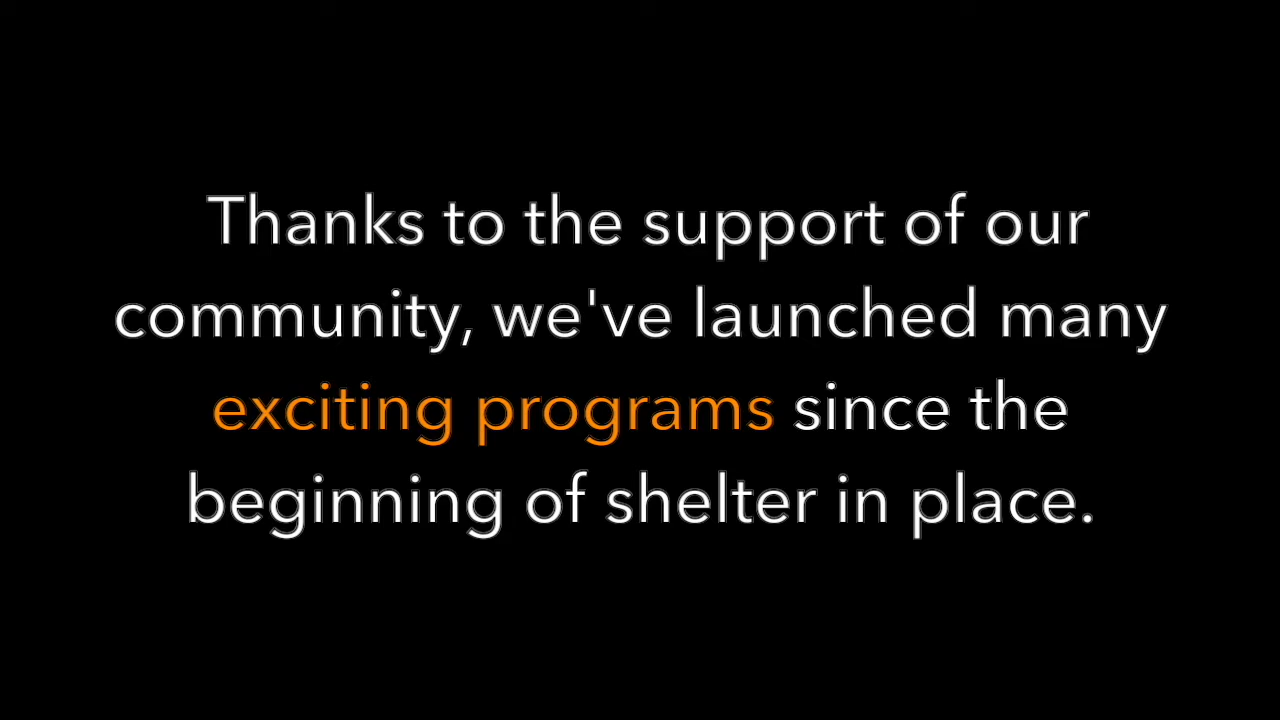 Thanks to the support of our
community, we've launched many
exciting programs since the
beginning of shelter in place.